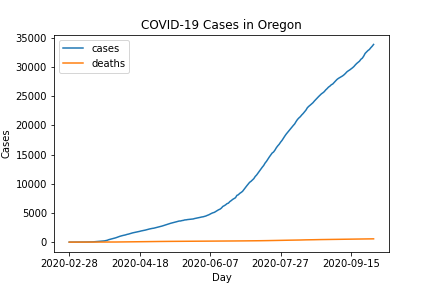 COVID-19 Cases in Oregon
cases
deaths
35000
30000
25000
20000
15000
10000
5000
0
Cases
2020-02-28 2020-04-18 2020-06-07 2020-07-27 2020-09-15
Day